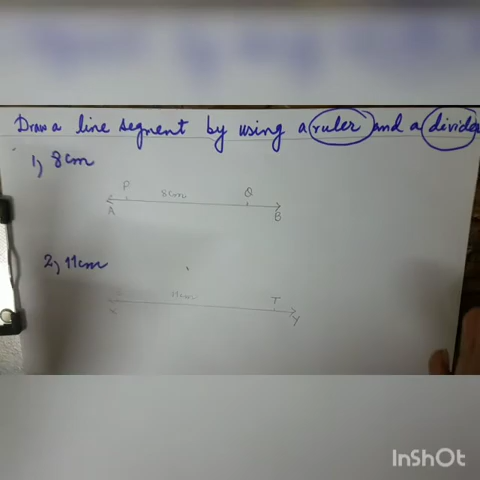 Draw a line segment by using a ruler and a divider
1) 8cm
P 8cm Q
A B
2) 11cm
11cm T
X Y
InShOt